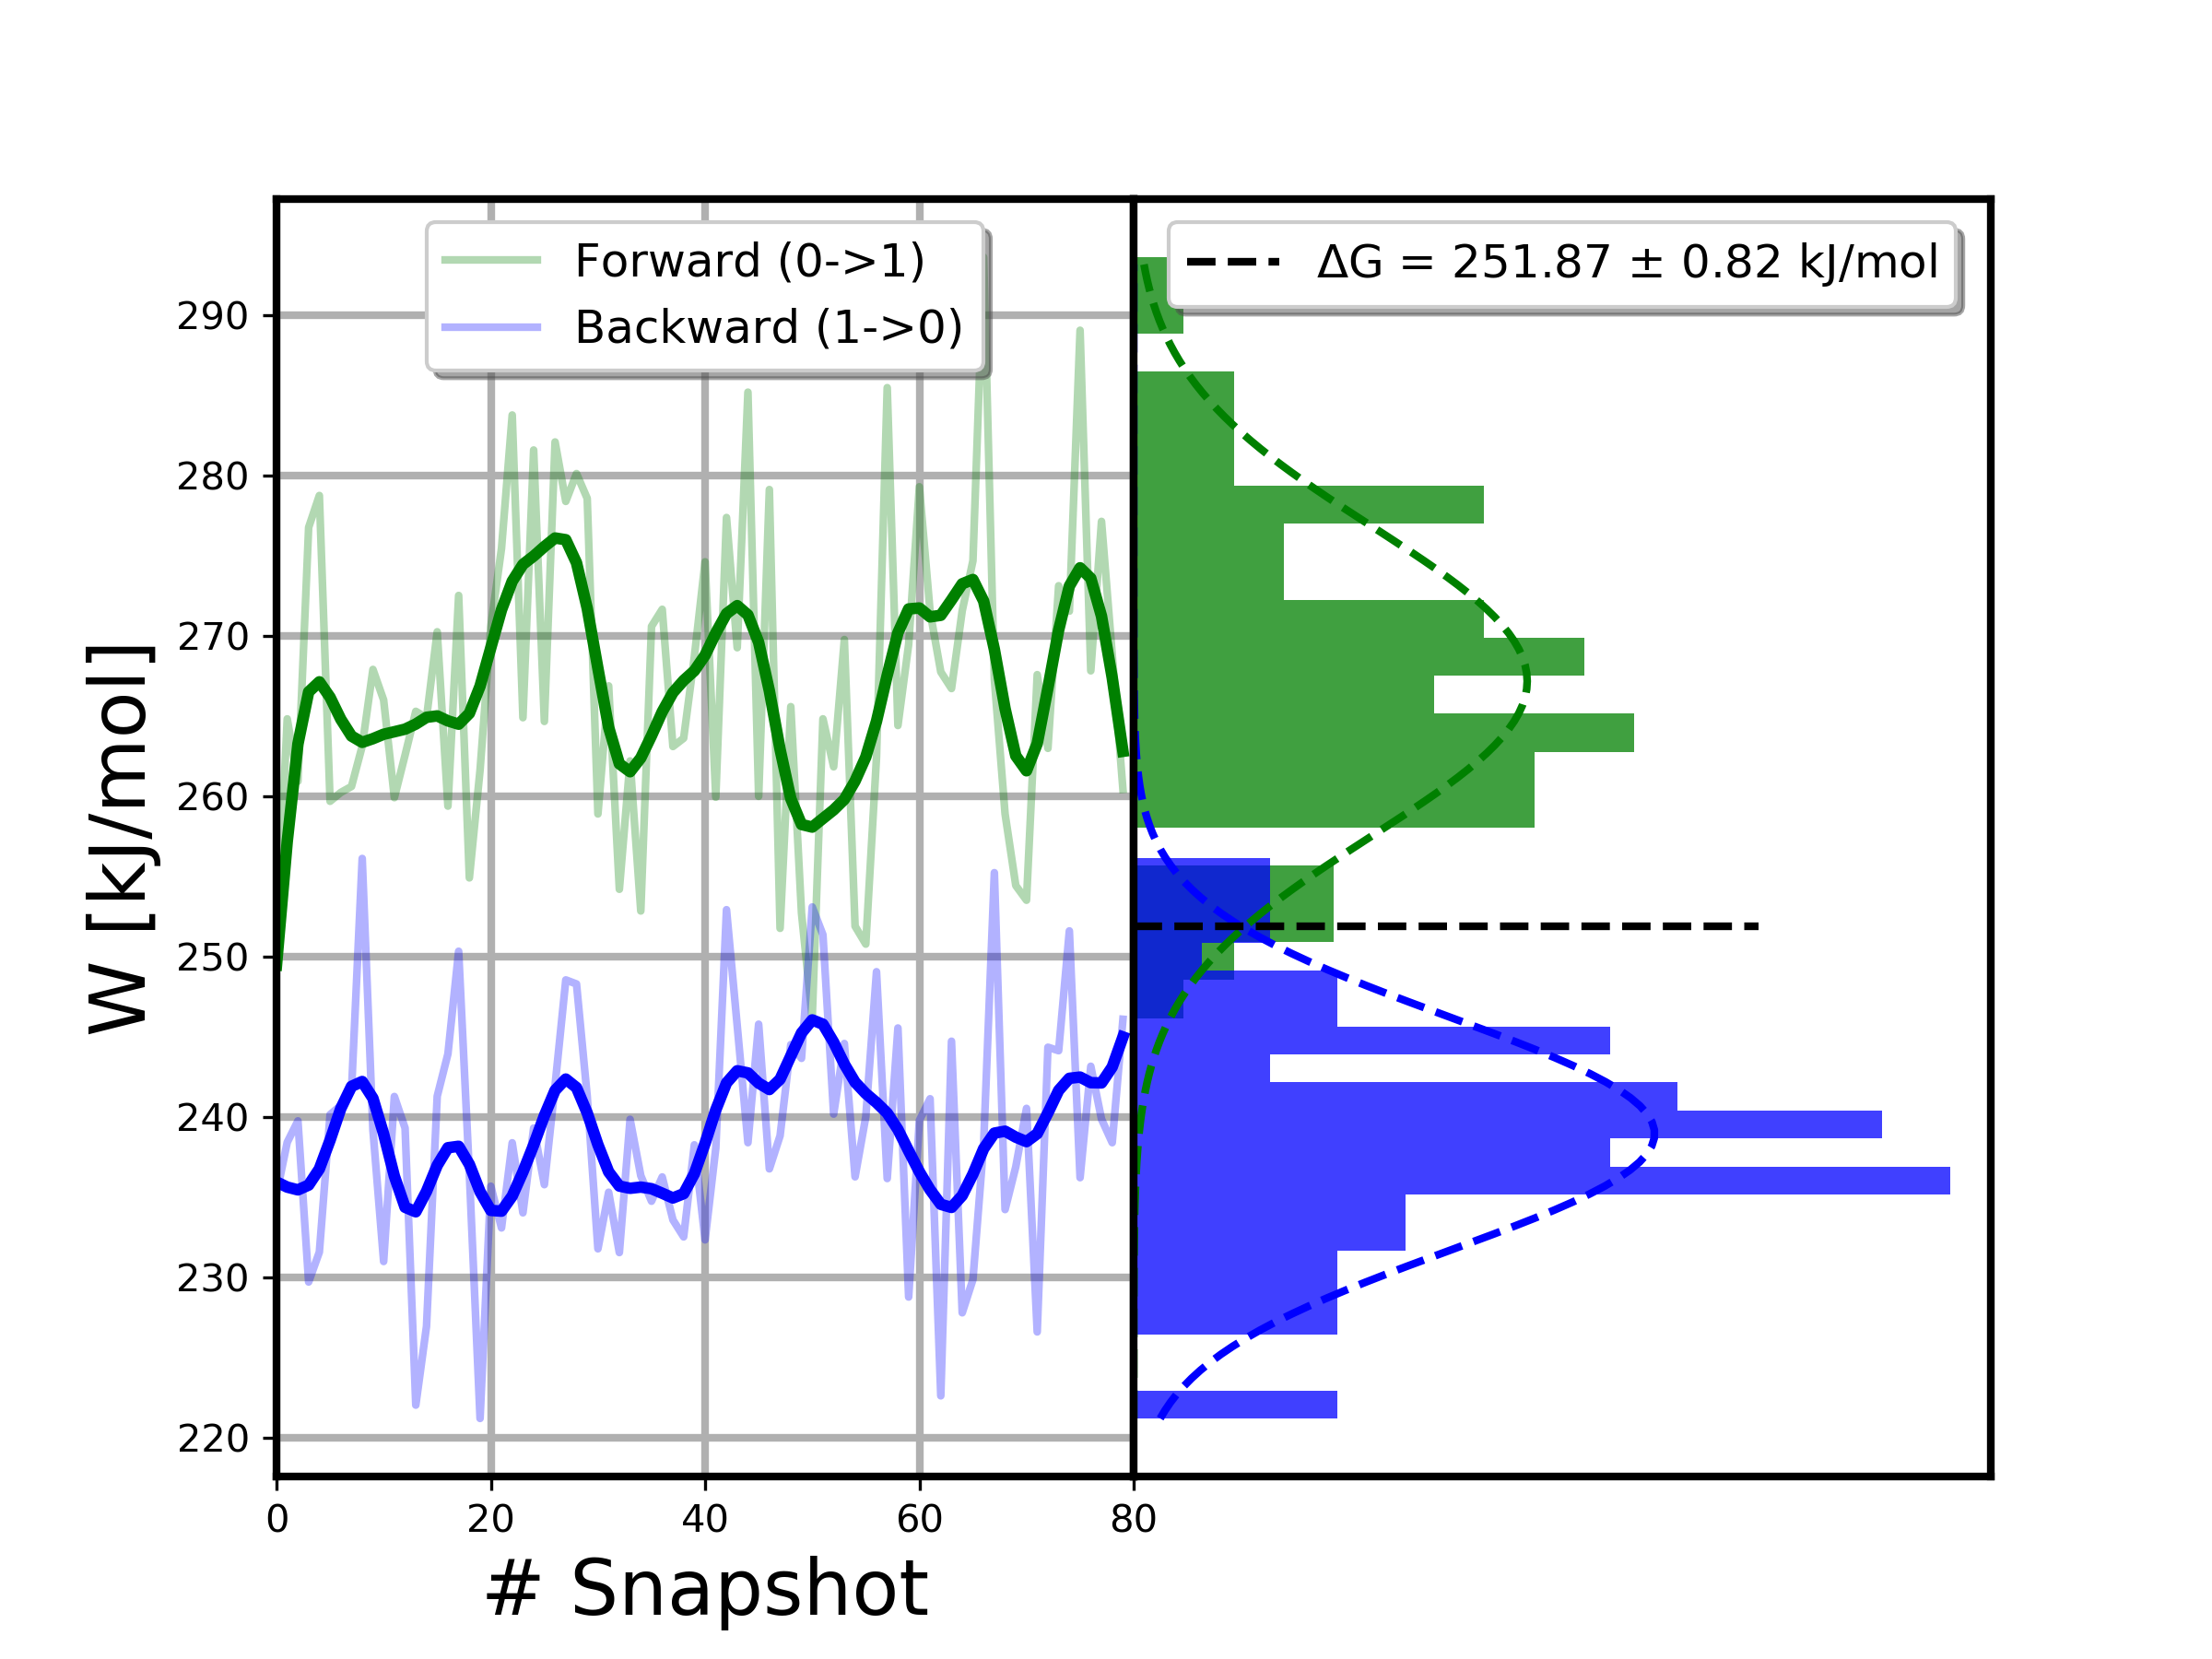 Forward (0->1)
Backward (1->0)
ΔG = 251.87 ± 0.82 kJ/mol
290
280
270
260
250
240
230
220
W [kJ/mol]
0 20 40 60 80
# Snapshot